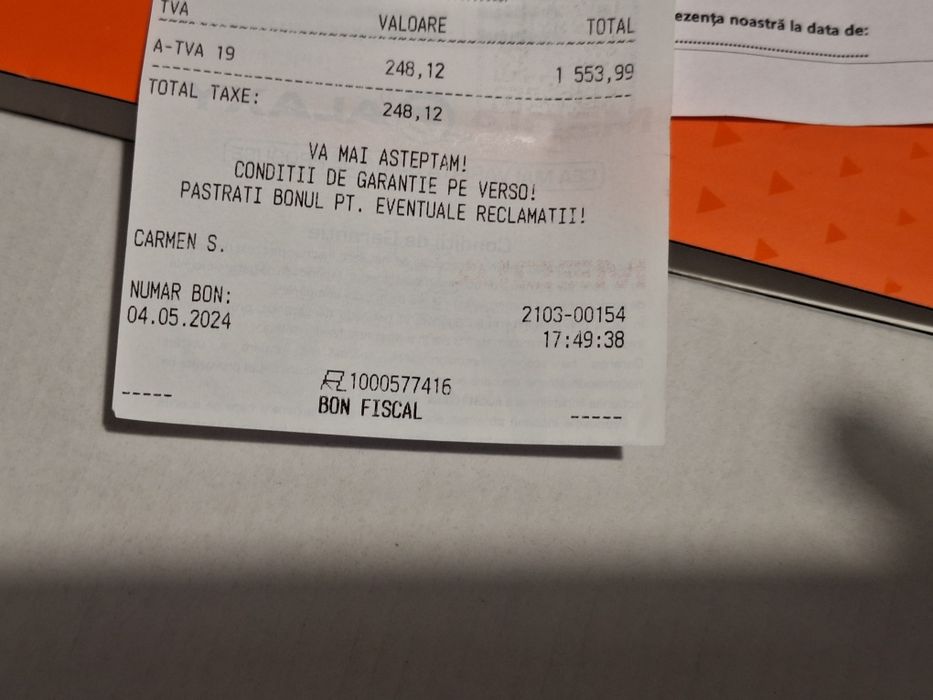 TVA VALOARE TOTAL
A-TVA 19 248,12 1 553,99
TOTAL TAXE: 248,12
VA MAI ASTEPTAM!
CONDITII DE GARANTIE PE VERSO!
PASTRATI BONUL PT. EVENTUALE RECLAMATII!
CARMEN S.
NUMAR BON: 2103-00154
04.05.2024 17:49:38
1000577416
----- BON FISCAL -----
noastră la data de: